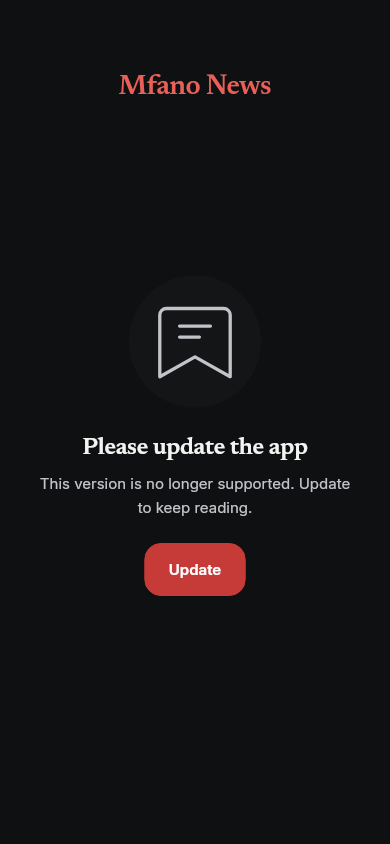 Mfano News
Please update the app
This version is no longer supported. Update
to keep reading.
Update